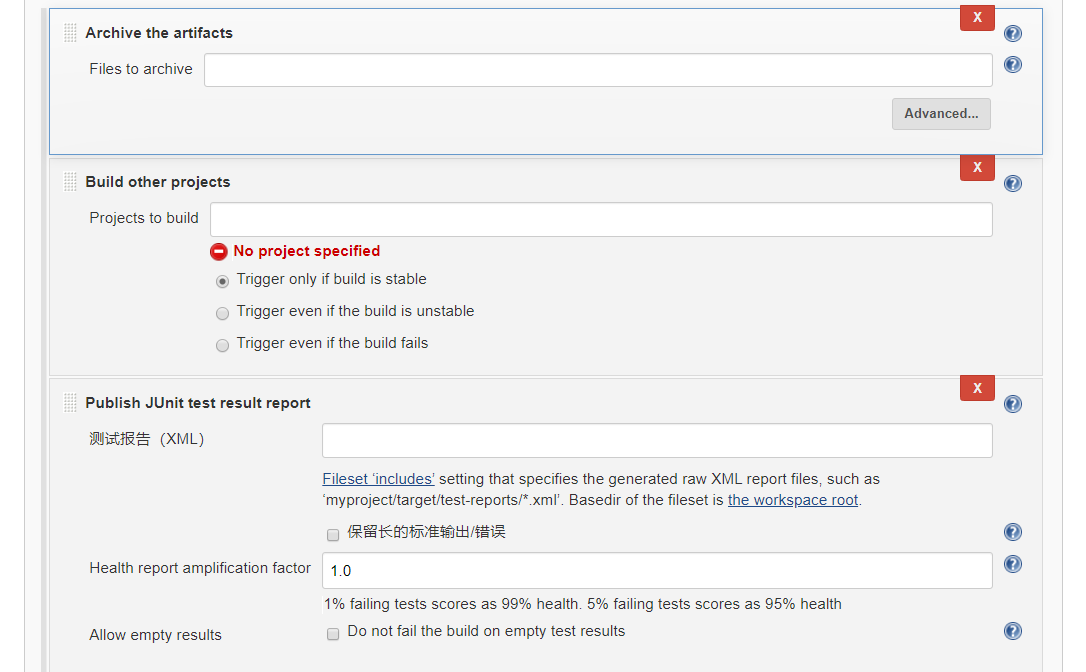 X
Archive the artifacts
Files to archive
Advanced...
X
Build other projects
Projects to build
No project specified
Trigger only if build is stable
Trigger even if the build is unstable
Trigger even if the build fails
X
Publish JUnit test result report
测试报告（XML）
Fileset ‘includes’ setting that specifies the generated raw XML report files, such as
‘myproject/target/test-reports/*.xml’. Basedir of the fileset is the workspace root.
保留长的标准输出/错误
Health report amplification factor 1.0
1% failing tests scores as 99% health. 5% failing tests scores as 95% health
Allow empty results Do not fail the build on empty test results